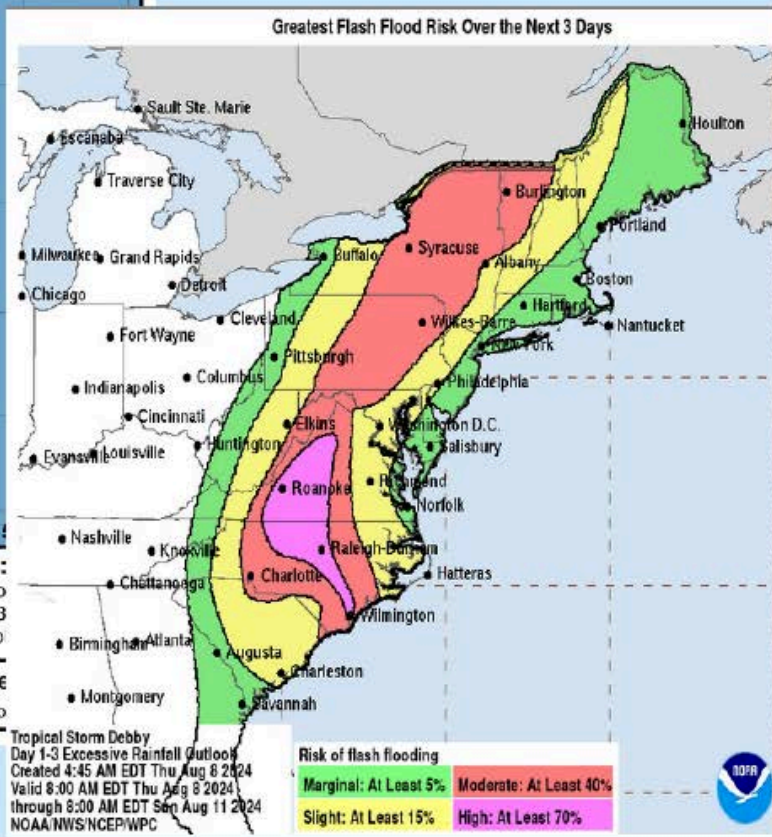 Greatest Flash Flood Risk Over the Next 3 Days
Sault Ste. Marie
Escanaba
Houlton
Traverse City
Burlington
Portland
Milwaukee
Grand Rapids
Buffalo
Syracuse
Albany
Boston
Detroit
Chicago
Hartford
Cleveland
Wilkes-Barre
Nantucket
Fort Wayne
New York
Pittsburgh
Columbus
Philadelphia
Indianapolis
Cincinnati
Elkins
Washington D.C.
Huntington
Salisbury
Evansville
Louisville
Roanoke
Richmond
Norfolk
Nashville
Knoxville
Raleigh-Durham
Chattanooga
Charlotte
Hatteras
Wilmington
Birmingham
Atlanta
Augusta
Charleston
Montgomery
Savannah
Tropical Storm Debby
Day 1-3 Excessive Rainfall Outlook
Created 4:45 AM EDT Thu Aug 8 2024
Valid 8:00 AM EDT Thu Aug 8 2024
through 8:00 AM EDT Sun Aug 11 2024
NOAA/NWS/NCEP/WPC
Risk of flash flooding
Marginal: At Least 5%
Moderate: At Least 40%
Slight: At Least 15%
High: At Least 70%
NOAA